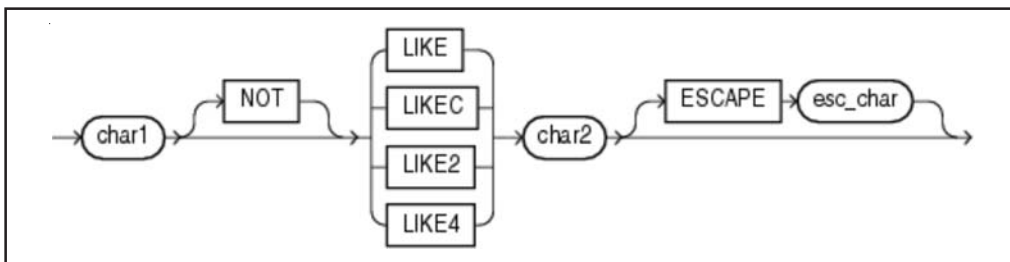 LIKE
NOT
LIKEC
ESCAPE esc_char
char1
char2
LIKE2
LIKE4